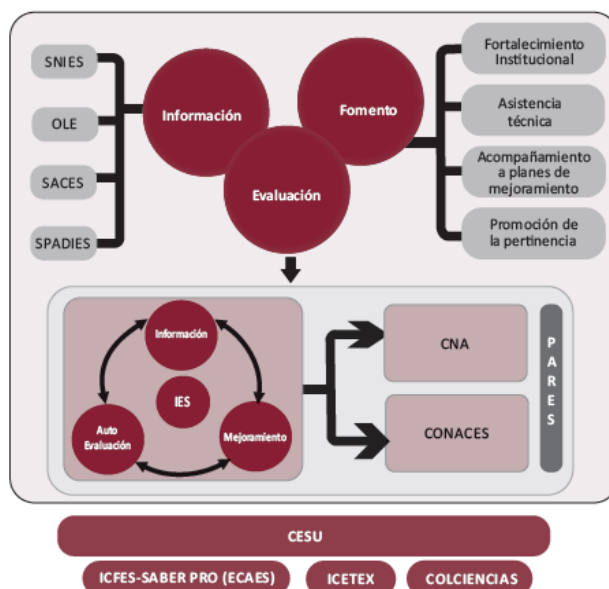 SNIES
OLE
SACES
SPADIES
Información
Fomento
Evaluación
Fortalecimiento
Institucional
Asistencia
técnica
Acompañamiento
a planes de
mejoramiento
Promoción de
la pertinencia
Información
IES
Auto
Evaluación
Mejoramiento
CNA
CONACES
PARES
CESU
ICFES-SABER PRO (ECAES)
ICETEX
COLCIENCIAS